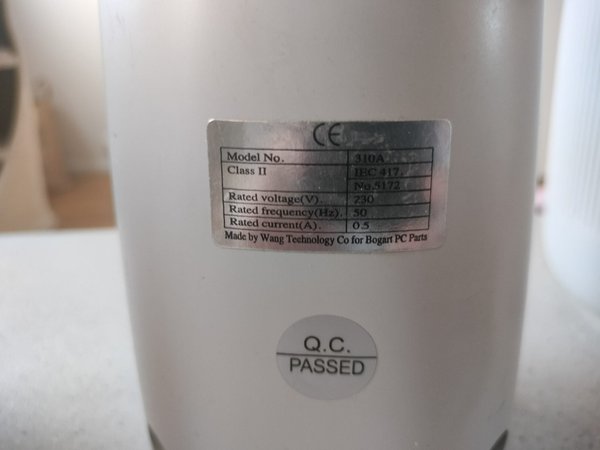 CE
Model No. 310A
Class II IEC 417.
No.5172
Rated voltage(V). 230
Rated frequency(Hz). 50
Rated current(A). 0.5
Made by Wang Technology Co for Bogart PC Parts
Q.C.
PASSED